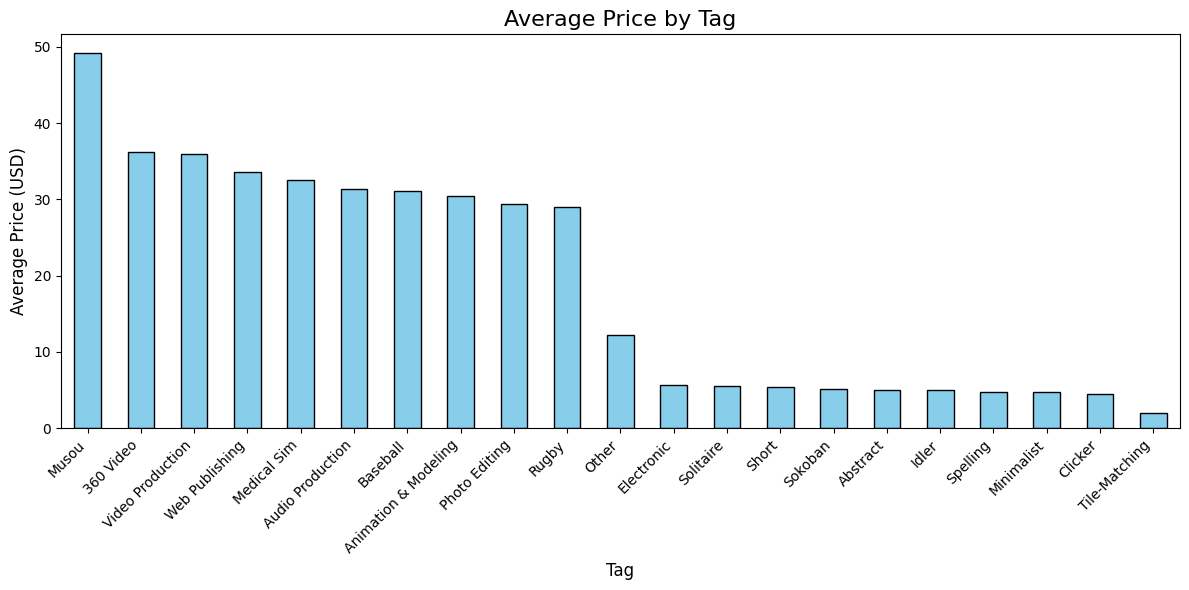 Average Price by Tag
Average Price (USD)
50
40
30
20
10
0
Musou
360 Video
Video Production
Web Publishing
Medical Sim
Audio Production
Baseball
Animation & Modeling
Photo Editing
Rugby
Other
Electronic
Solitaire
Short
Sokoban
Abstract
Idler
Spelling
Minimalist
Clicker
Tile-Matching
Tag